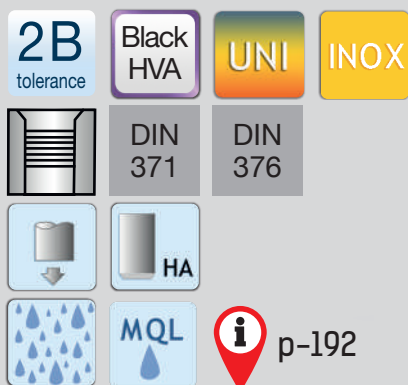 2B
tolerance
Black
HVA
UNI
INOX
DIN
371
DIN
376
HA
MQL
i
p-192